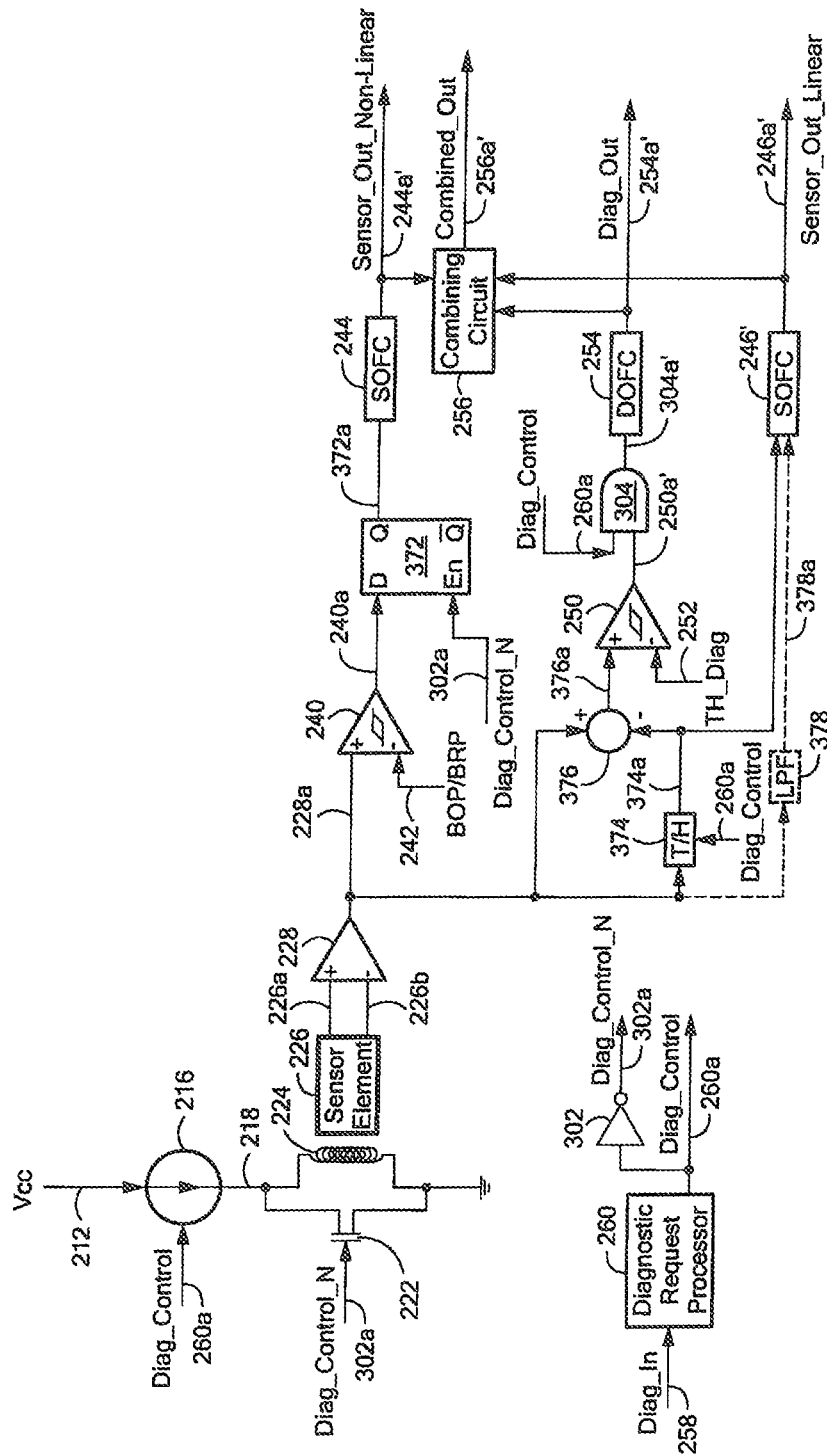 Vcc
212
216
Diag_Control
260a
218
Diag_Control_N
302a
222
224
Sensor
Element
226
226a
226b
+
-
228
228a
+
-
240
240a
242
BOP/BRP
D
Q
En
Q
372
302a
Diag_Control_N
372a
SOFC
244
Sensor_Out_Non-Linear
244a'
Combining
Circuit
256
Combined_Out
256a'
Diag_Out
254a'
DOFC
254
304a'
304
Diag_Control
260a
250a'
+
-
250
252
TH_Diag
376a
+
-
376
374a
T/H
374
Diag_Control
260a
LPF
378
378a
SOFC
246'
246a'
Sensor_Out_Linear
Diag_In
258
Diagnostic
Request
Processor
260
302
Diag_Control_N
302a
Diag_Control
260a